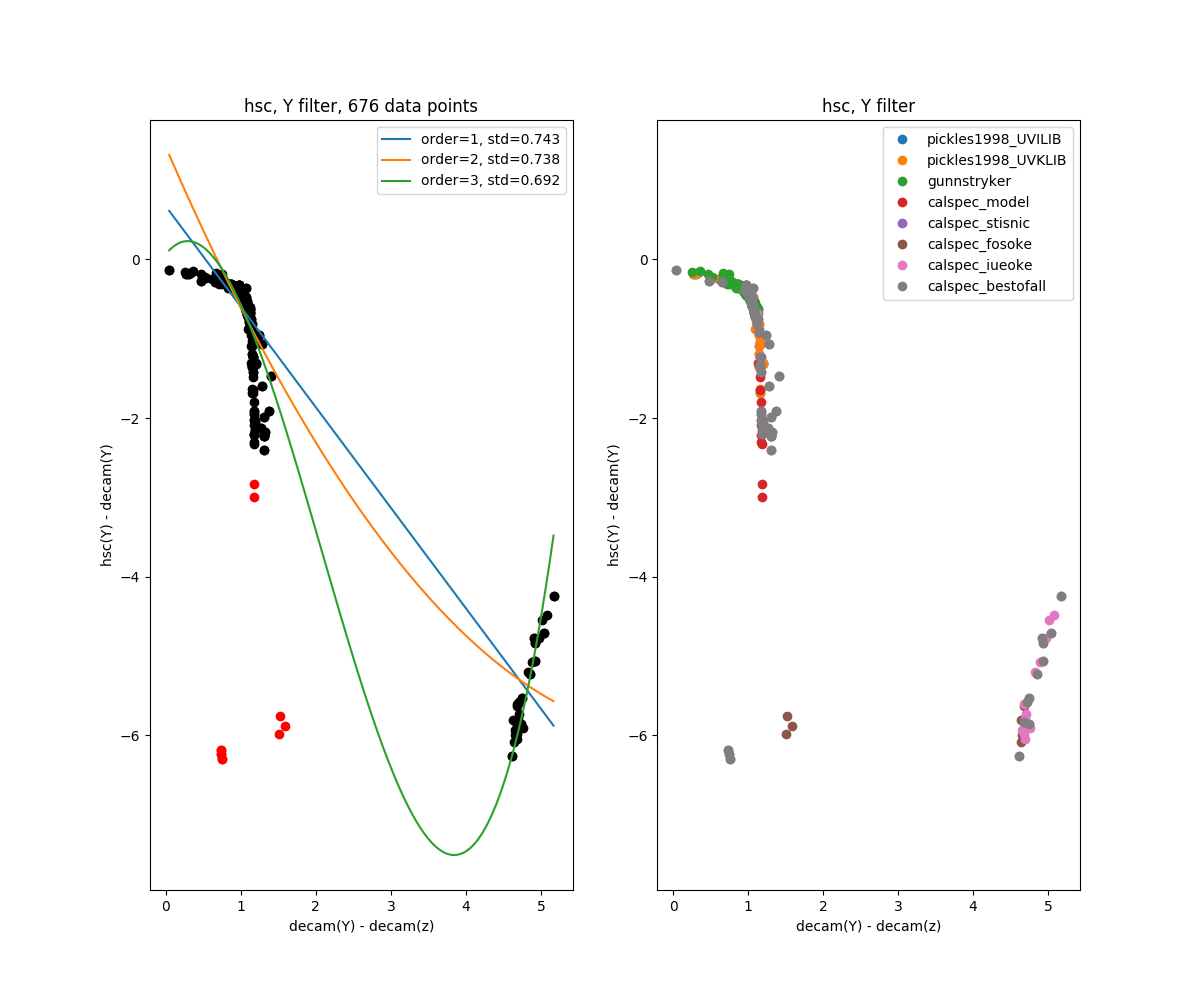 hsc, Y filter, 676 data points
order=1, std=0.743
order=2, std=0.738
order=3, std=0.692
hsc(Y) - decam(Y)
0
−2
−4
−6
0 1 2 3 4 5
decam(Y) - decam(z)
hsc, Y filter
pickles1998_UVILIB
pickles1998_UVKLIB
gunnstryker
calspec_model
calspec_stisnic
calspec_fosoke
calspec_iueoke
calspec_bestofall
hsc(Y) - decam(Y)
0
−2
−4
−6
0 1 2 3 4 5
decam(Y) - decam(z)